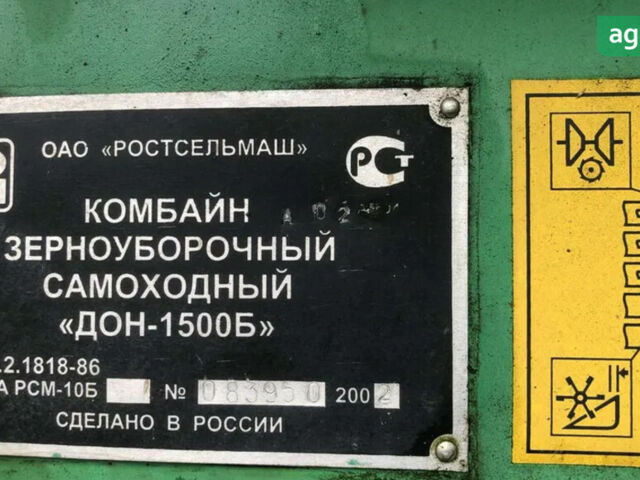 ag
ОАО «РОСТСЕЛЬМАШ»
РСТ
КОМБАЙН
ЗЕРНОУБОРОЧНЫЙ
САМОХОДНЫЙ
«ДОН-1500Б»
.2.1818-86
А РСМ-10Б № 083950 2002
СДЕЛАНО В РОССИИ